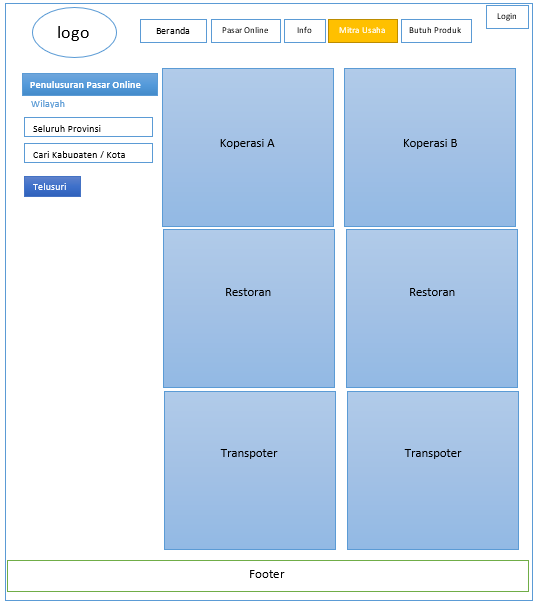 Login
logo
Beranda
Pasar Online
Info
Mitra Usaha
Butuh Produk
Penulusuran Pasar Online
Wilayah
Seluruh Provinsi
Cari Kabupaten / Kota
Telusuri
Koperasi A
Koperasi B
Restoran
Restoran
Transpoter
Transpoter
Footer